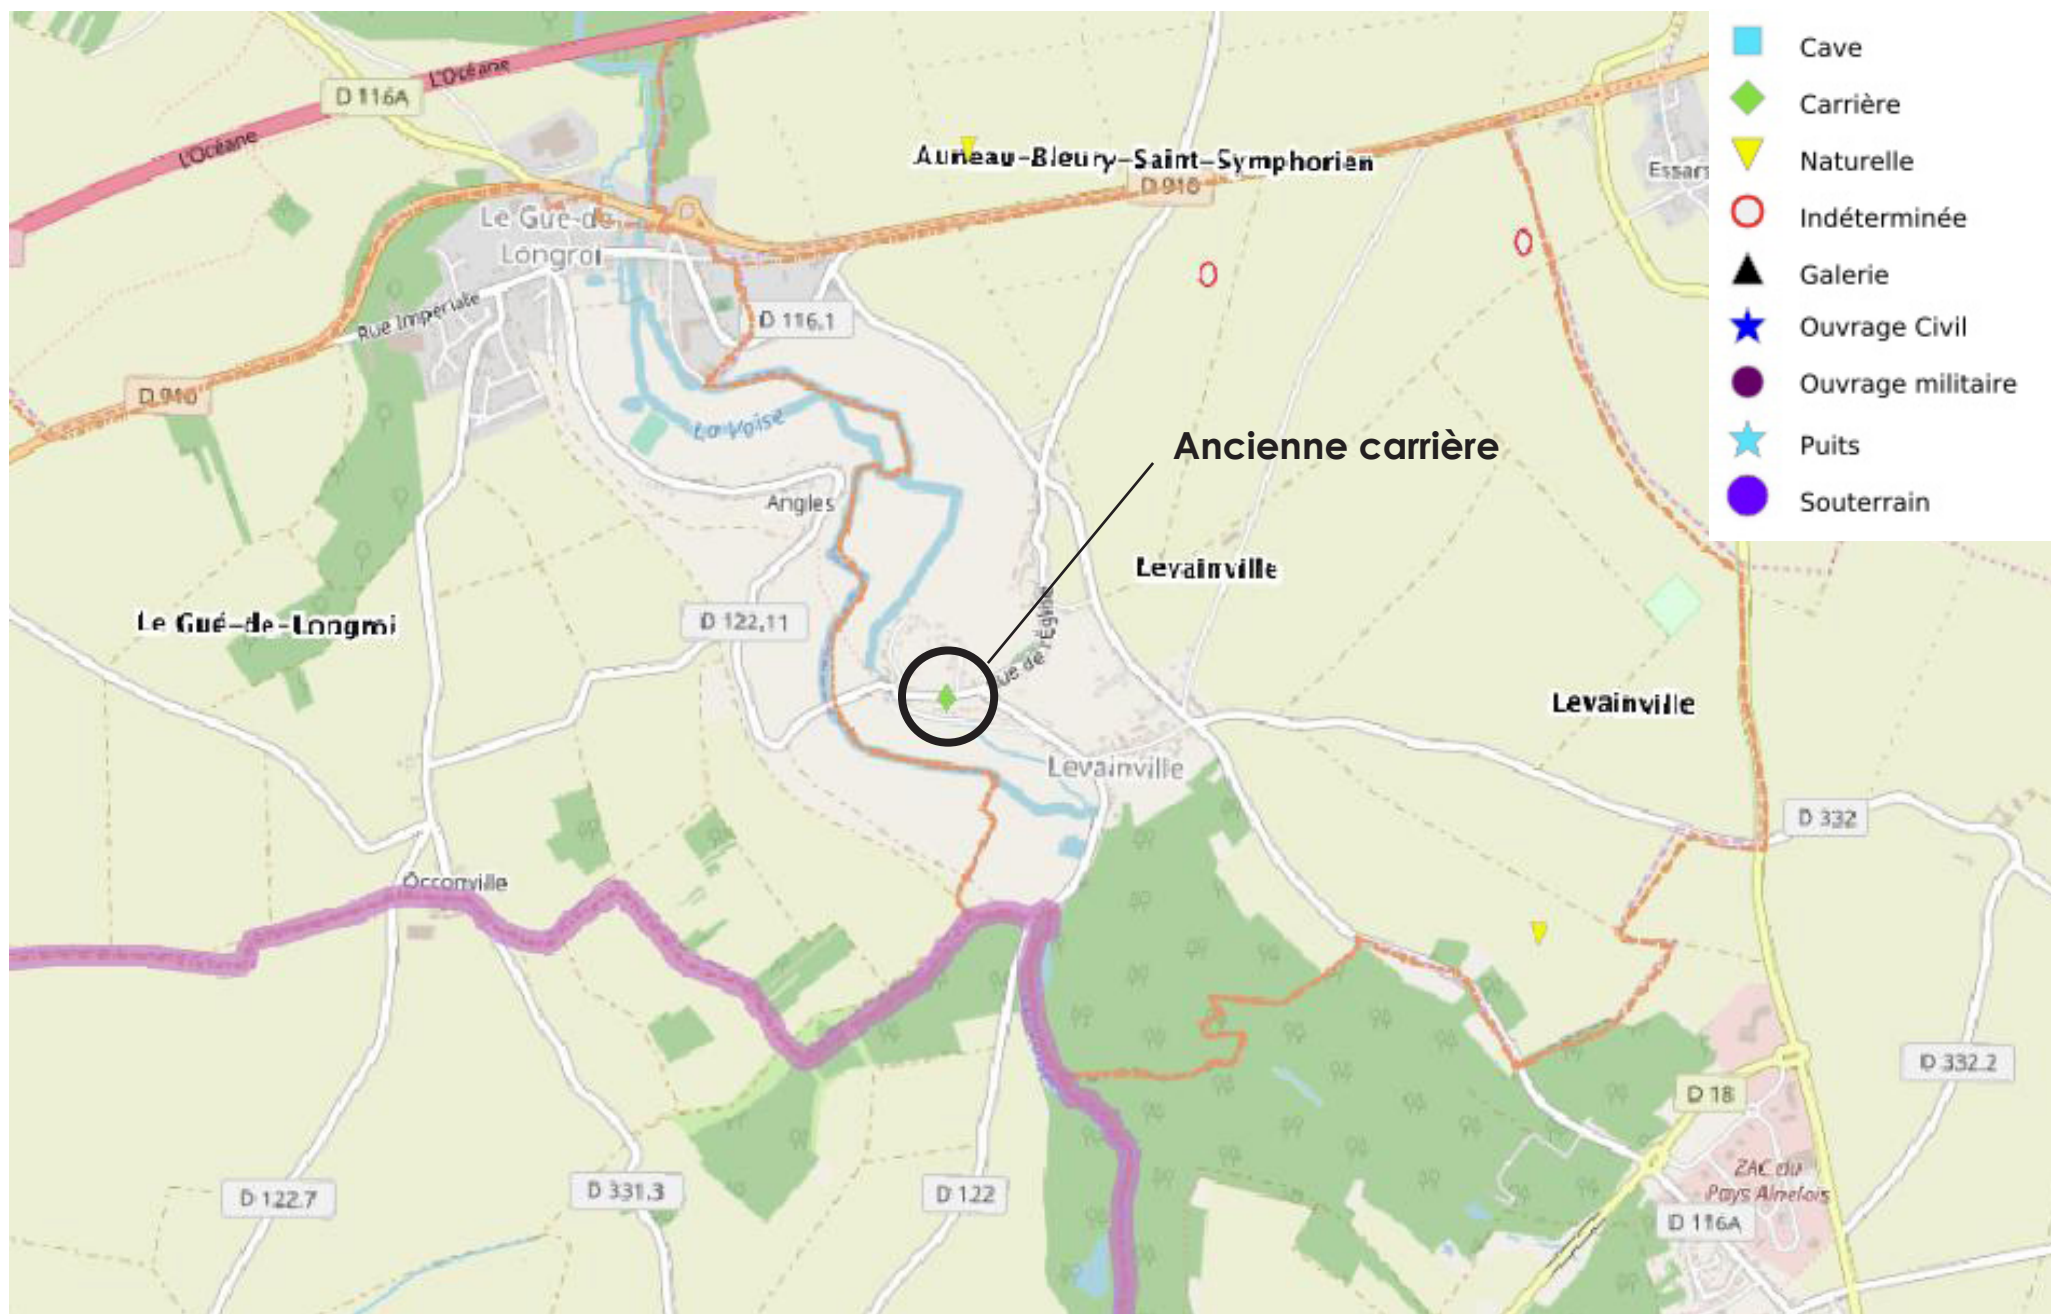 L'Océane
D 116A
L'Océane
Auneau-Bleury-Saint-Symphorien
D 910
Essars
Le Gué-de-
Longroi
Rue Impériale
D 116.1
D 910
La Voise
Ancienne carrière
Angles
Levainville
Le Gué-de-Longroi
D 122.11
Rue de l'Église
Levainville
Levainville
D 332
Occonville
D 332.2
D 18
ZAC du
Pays Alnelois
D 122.7
D 331.3
D 122
D 116A
Cave
Carrière
Naturelle
Indéterminée
Galerie
Ouvrage Civil
Ouvrage militaire
Puits
Souterrain